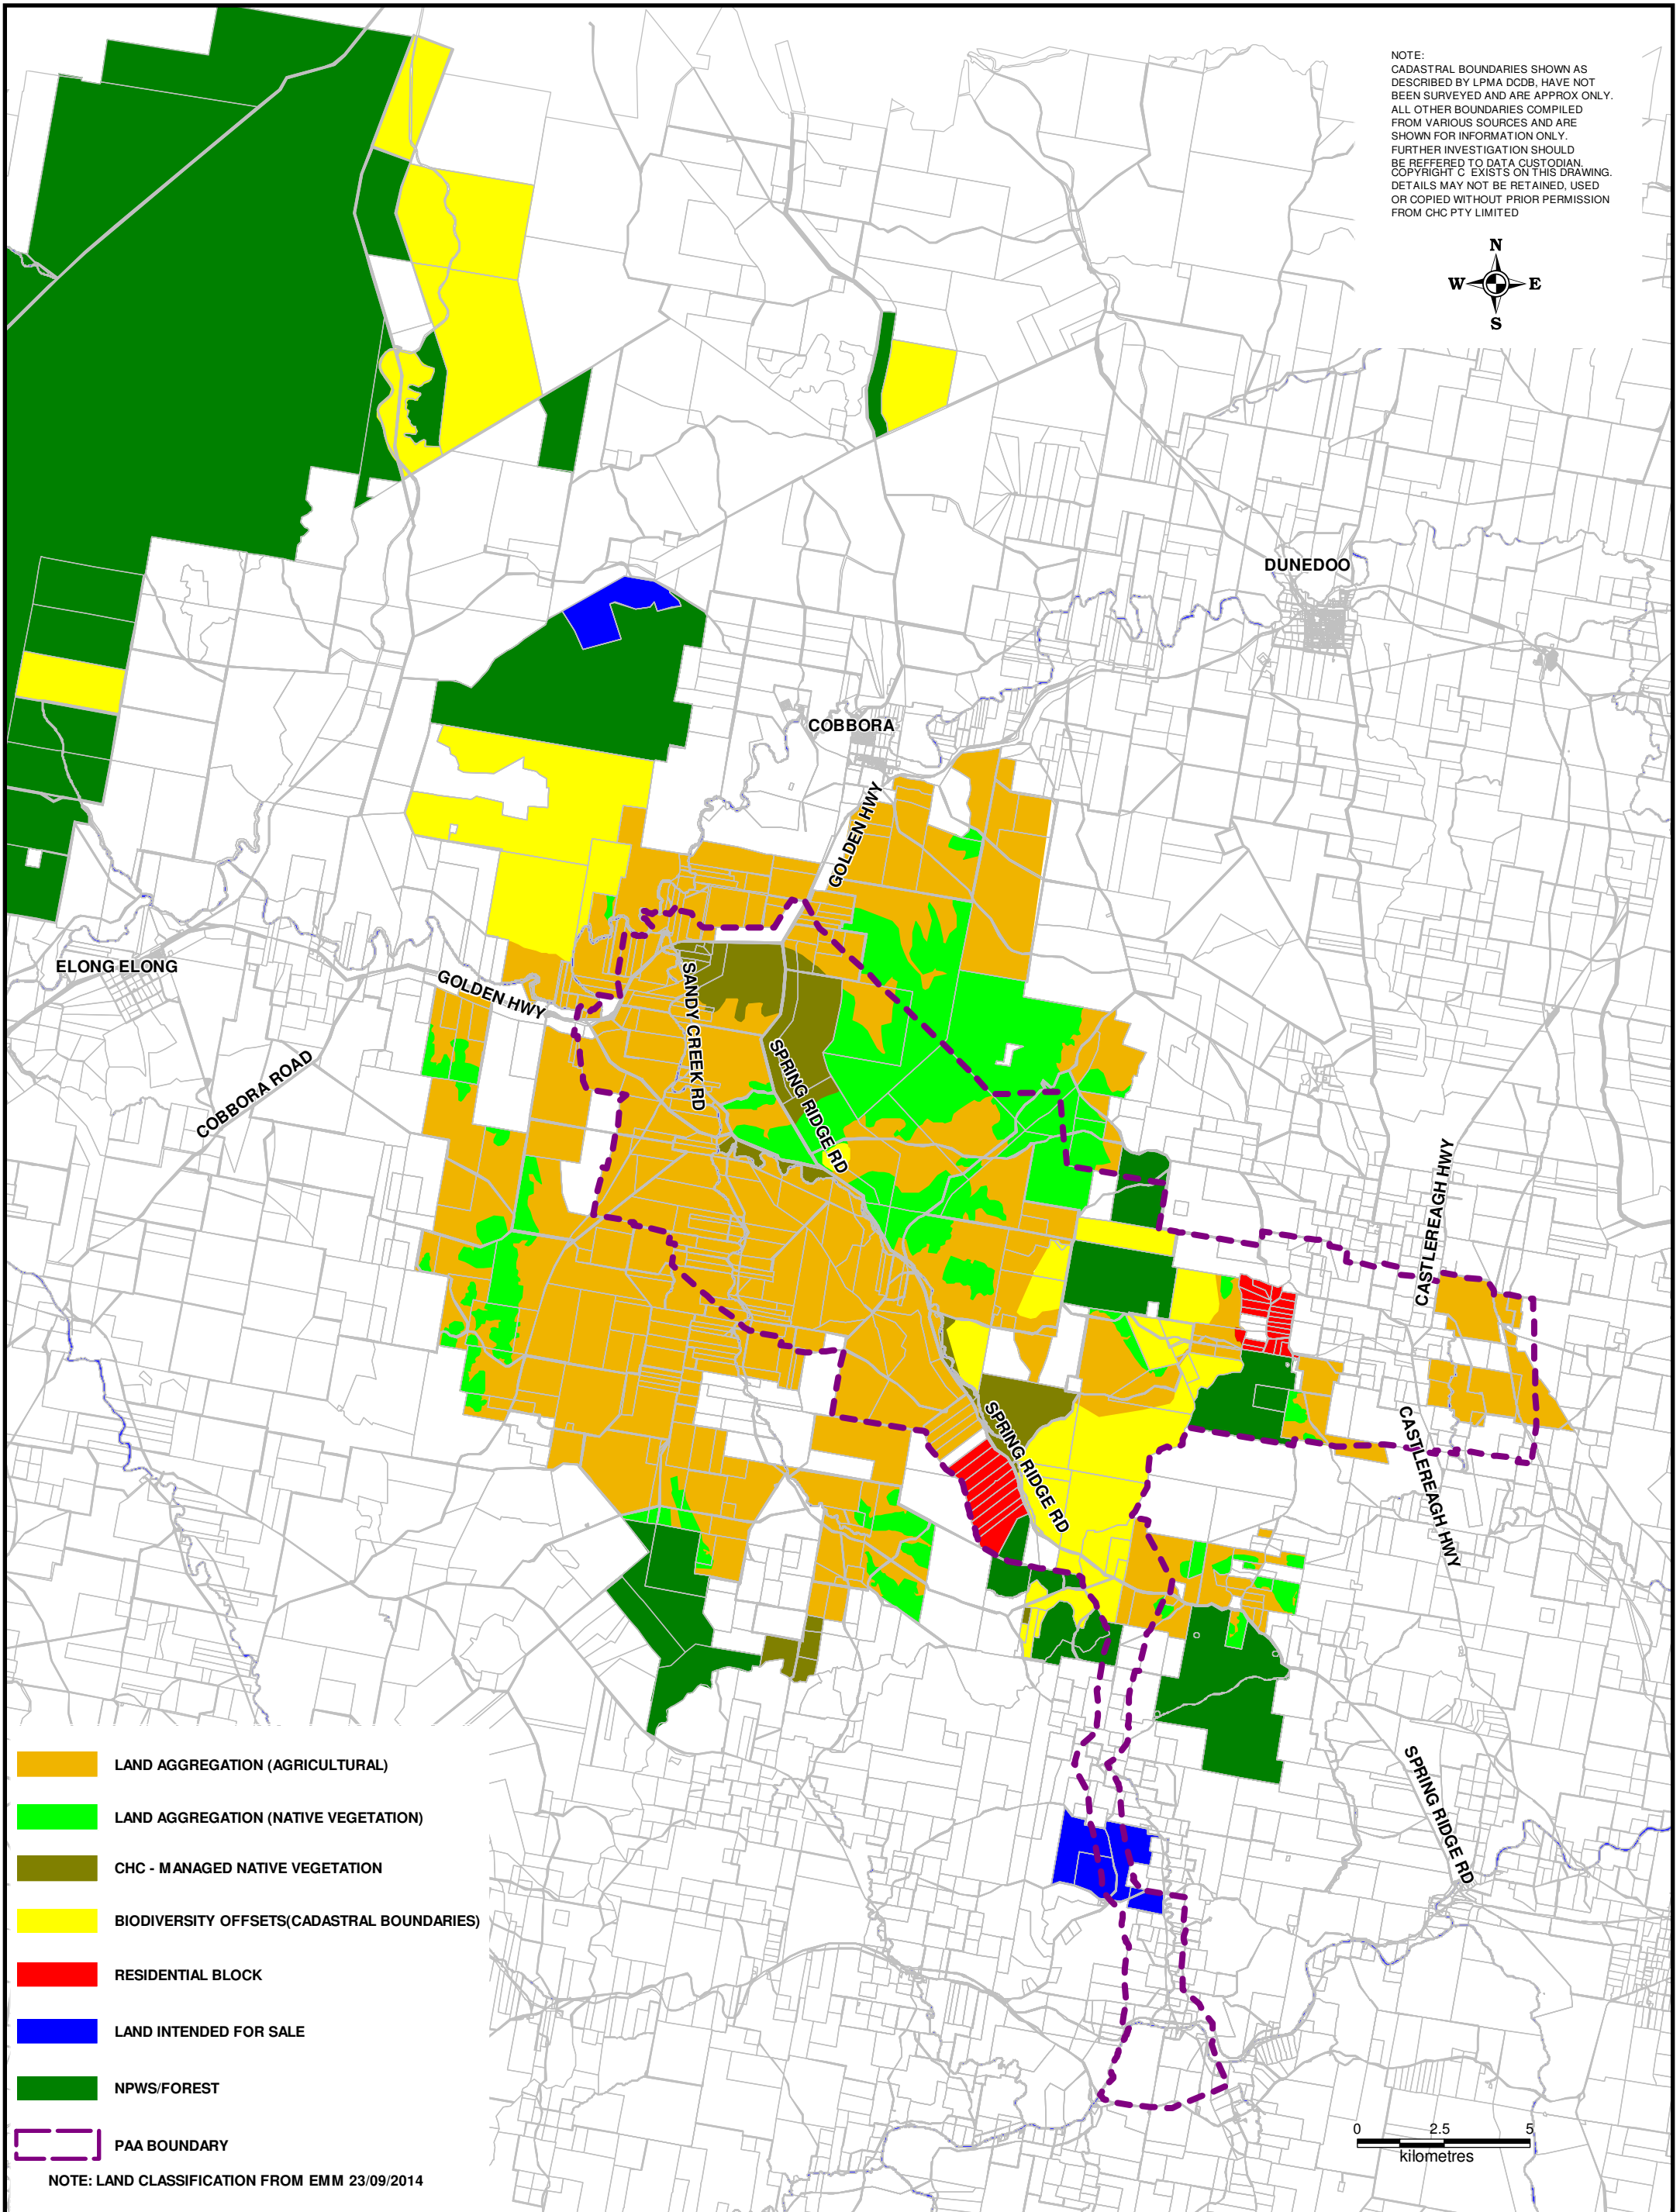 NOTE:
CADASTRAL BOUNDARIES SHOWN AS
DESCRIBED BY LPMA DCDB, HAVE NOT
BEEN SURVEYED AND ARE APPROX ONLY.
ALL OTHER BOUNDARIES COMPILED
FROM VARIOUS SOURCES AND ARE
SHOWN FOR INFORMATION ONLY.
FURTHER INVESTIGATION SHOULD
BE REFFERED TO DATA CUSTODIAN.
COPYRIGHT C EXISTS ON THIS DRAWING.
DETAILS MAY NOT BE RETAINED, USED
OR COPIED WITHOUT PRIOR PERMISSION
FROM CHC PTY LIMITED
N
W E
S
DUNEDOO
COBBORA
GOLDEN HWY
ELONG ELONG
GOLDEN HWY
SANDY CREEK RD
SPRING RIDGE RD
COBBORA ROAD
CASTLEREAGH HWY
SPRING RIDGE RD
CASTLEREAGH HWY
SPRING RIDGE RD
LAND AGGREGATION (AGRICULTURAL)
LAND AGGREGATION (NATIVE VEGETATION)
CHC - MANAGED NATIVE VEGETATION
BIODIVERSITY OFFSETS(CADASTRAL BOUNDARIES)
RESIDENTIAL BLOCK
LAND INTENDED FOR SALE
NPWS/FOREST
PAA BOUNDARY
NOTE: LAND CLASSIFICATION FROM EMM 23/09/2014
0 2.5 5
kilometres